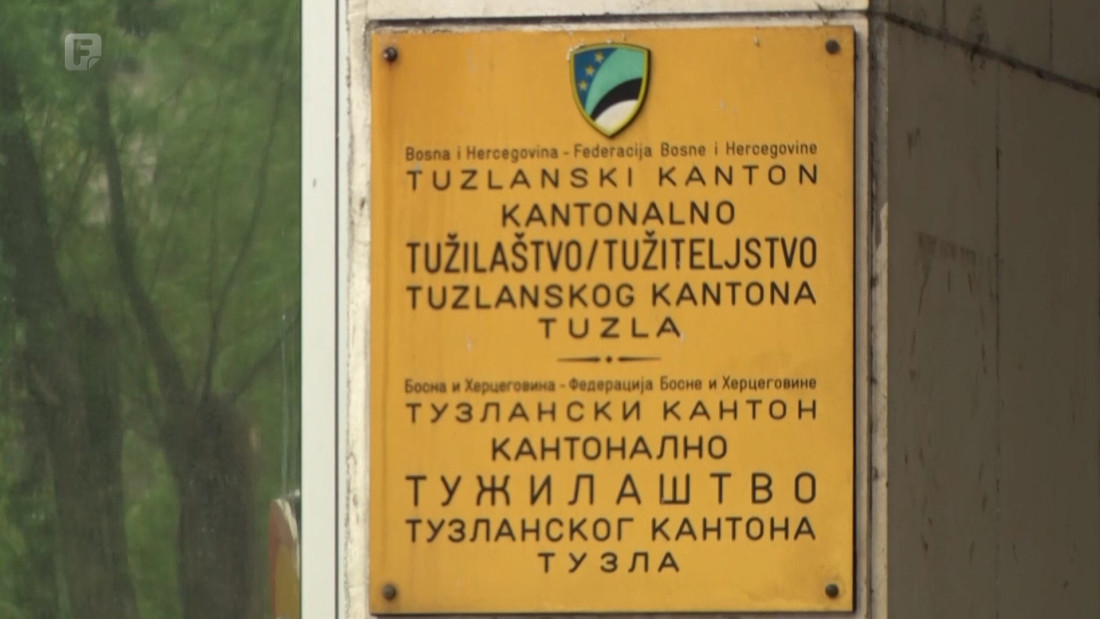 F
Bosna i Hercegovina - Federacija Bosne i Hercegovine
TUZLANSKI KANTON
KANTONALNO
TUŽILAŠTVO/TUŽITELJSTVO
TUZLANSKOG KANTONA
TUZLA
Босна и Херцеговина - Федерација Босне и Херцеговине
ТУЗЛАНСКИ КАНТОН
КАНТОНАЛНО
ТУЖИЛАШТВО
ТУЗЛАНСКОГ КАНТОНА
ТУЗЛА